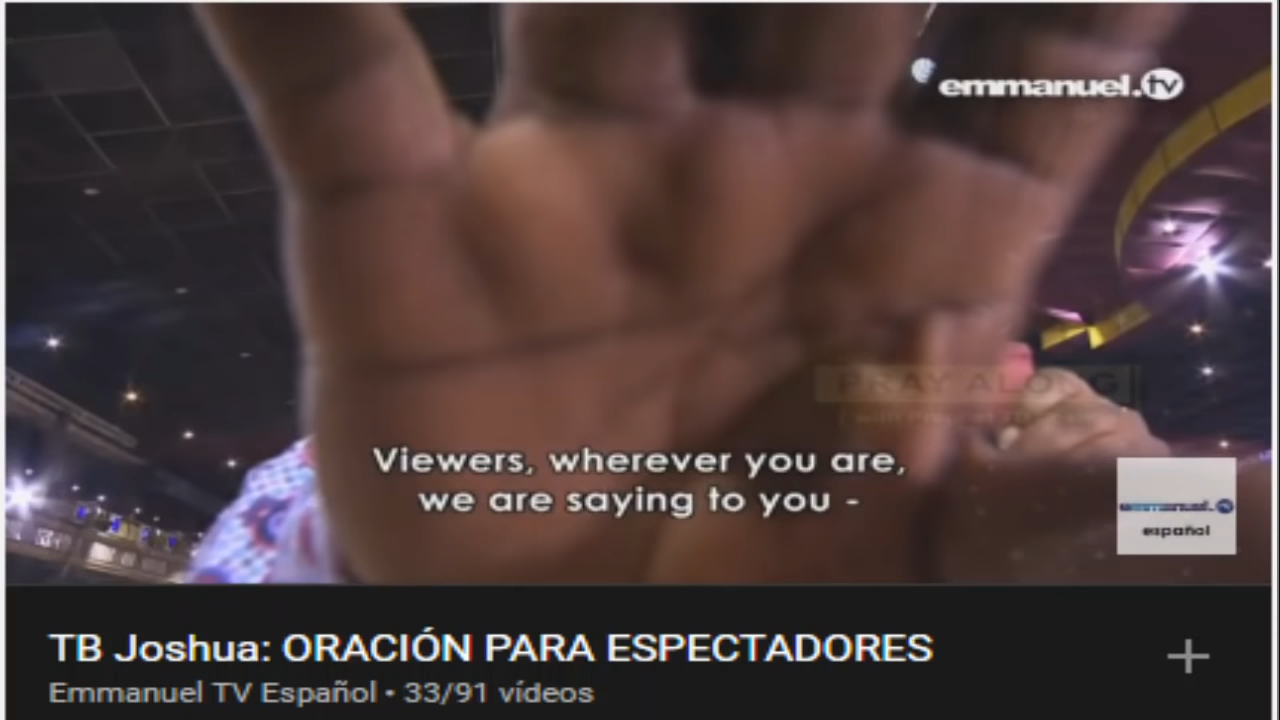 emmanuel.tv
PRAY ALONG
Viewers, wherever you are,
we are saying to you -
emmanuel.tv
español
TB Joshua: ORACIÓN PARA ESPECTADORES
Emmanuel TV Español • 33/91 vídeos